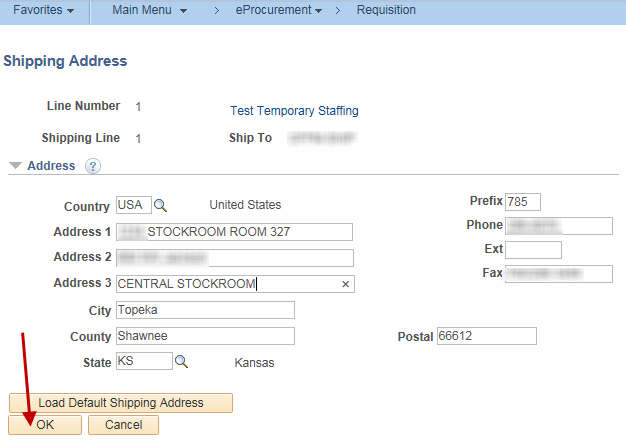 Favorites Main Menu > eProcurement > Requisition
Shipping Address
Line Number 1 Test Temporary Staffing
Shipping Line 1 Ship To
Address ?
Country USA United States Prefix 785
Address 1 STOCKROOM ROOM 327 Phone
Address 2 Ext
Address 3 CENTRAL STOCKROOM × Fax
City Topeka
County Shawnee Postal 66612
State KS Kansas
Load Default Shipping Address
OK Cancel